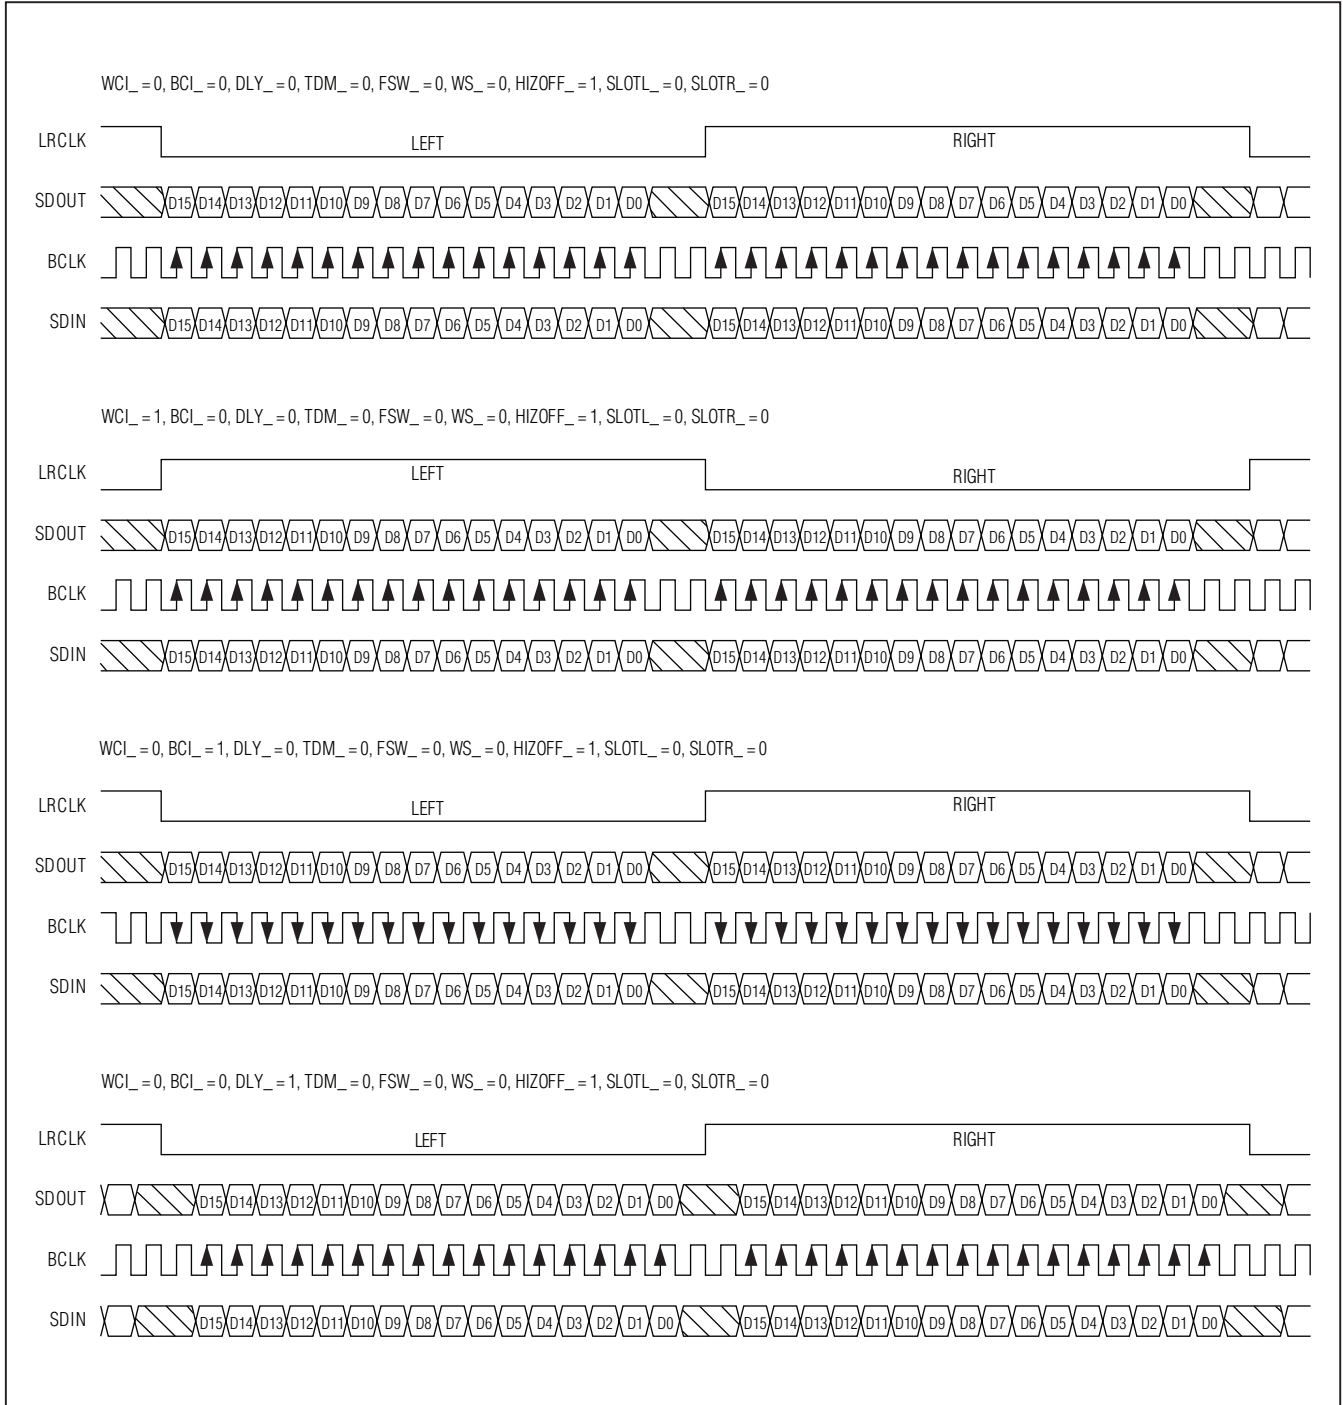 WCI_ = 0, BCI_ = 0, DLY_ = 0, TDM_ = 0, FSW_ = 0, WS_ = 0, HIZOFF_ = 1, SLOTL_ = 0, SLOTR_ = 0
LRCLK LEFT RIGHT
SDOUT D15 D14 D13 D12 D11 D10 D9 D8 D7 D6 D5 D4 D3 D2 D1 D0 D15 D14 D13 D12 D11 D10 D9 D8 D7 D6 D5 D4 D3 D2 D1 D0
BCLK
SDIN D15 D14 D13 D12 D11 D10 D9 D8 D7 D6 D5 D4 D3 D2 D1 D0 D15 D14 D13 D12 D11 D10 D9 D8 D7 D6 D5 D4 D3 D2 D1 D0
WCI_ = 1, BCI_ = 0, DLY_ = 0, TDM_ = 0, FSW_ = 0, WS_ = 0, HIZOFF_ = 1, SLOTL_ = 0, SLOTR_ = 0
LRCLK LEFT RIGHT
SDOUT D15 D14 D13 D12 D11 D10 D9 D8 D7 D6 D5 D4 D3 D2 D1 D0 D15 D14 D13 D12 D11 D10 D9 D8 D7 D6 D5 D4 D3 D2 D1 D0
BCLK
SDIN D15 D14 D13 D12 D11 D10 D9 D8 D7 D6 D5 D4 D3 D2 D1 D0 D15 D14 D13 D12 D11 D10 D9 D8 D7 D6 D5 D4 D3 D2 D1 D0
WCI_ = 0, BCI_ = 1, DLY_ = 0, TDM_ = 0, FSW_ = 0, WS_ = 0, HIZOFF_ = 1, SLOTL_ = 0, SLOTR_ = 0
LRCLK LEFT RIGHT
SDOUT D15 D14 D13 D12 D11 D10 D9 D8 D7 D6 D5 D4 D3 D2 D1 D0 D15 D14 D13 D12 D11 D10 D9 D8 D7 D6 D5 D4 D3 D2 D1 D0
BCLK
SDIN D15 D14 D13 D12 D11 D10 D9 D8 D7 D6 D5 D4 D3 D2 D1 D0 D15 D14 D13 D12 D11 D10 D9 D8 D7 D6 D5 D4 D3 D2 D1 D0
WCI_ = 0, BCI_ = 0, DLY_ = 1, TDM_ = 0, FSW_ = 0, WS_ = 0, HIZOFF_ = 1, SLOTL_ = 0, SLOTR_ = 0
LRCLK LEFT RIGHT
SDOUT D15 D14 D13 D12 D11 D10 D9 D8 D7 D6 D5 D4 D3 D2 D1 D0 D15 D14 D13 D12 D11 D10 D9 D8 D7 D6 D5 D4 D3 D2 D1 D0
BCLK
SDIN D15 D14 D13 D12 D11 D10 D9 D8 D7 D6 D5 D4 D3 D2 D1 D0 D15 D14 D13 D12 D11 D10 D9 D8 D7 D6 D5 D4 D3 D2 D1 D0